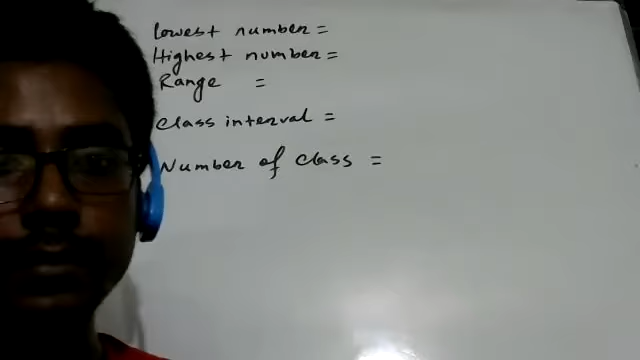 Lowest number =
Highest number =
Range =
Class interval =
Number of class =